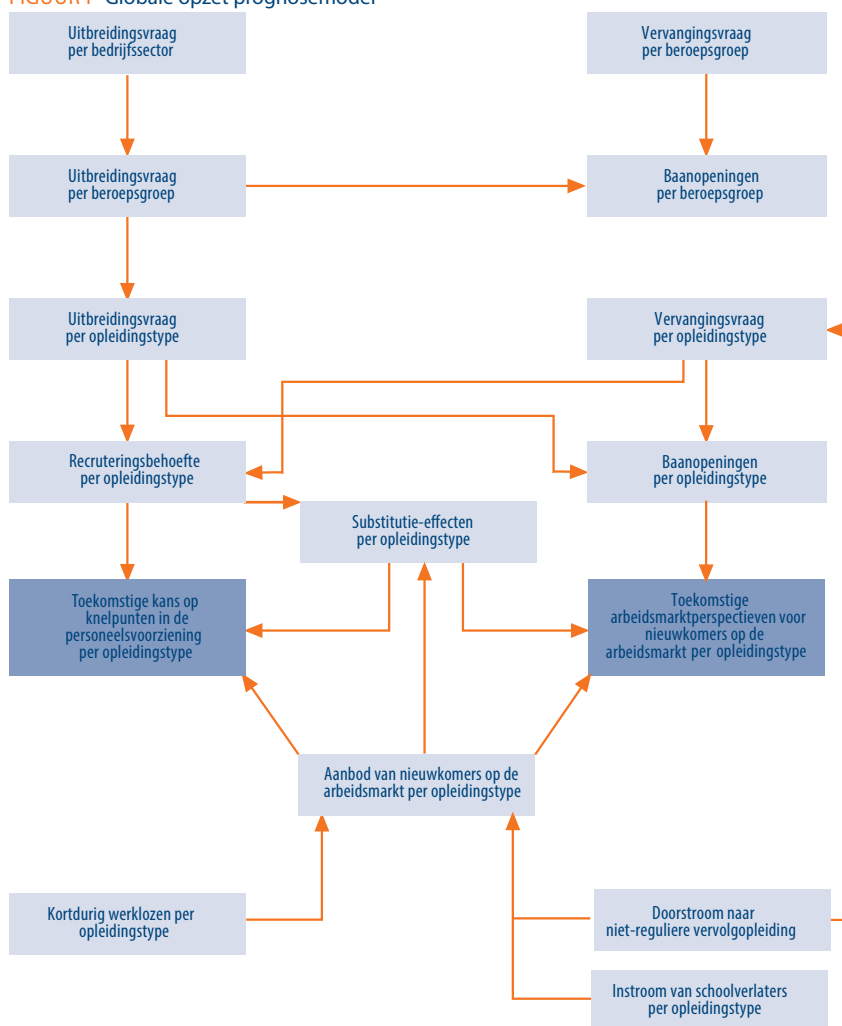 FIGUUR 1 Globale opzet prognosemodel
Uitbreidingsvraag
per bedrijfssector
Vervangingsvraag
per beroepsgroep
Uitbreidingsvraag
per beroepsgroep
Baanopeningen
per beroepsgroep
Uitbreidingsvraag
per opleidingstype
Vervangingsvraag
per opleidingstype
Recruteringsbehoefte
per opleidingstype
Baanopeningen
per opleidingstype
Substitutie-effecten
per opleidingstype
Toekomstige kans op
knelpunten in de
personeelsvoorziening
per opleidingstype
Toekomstige
arbeidsmarktperspectieven voor
nieuwkomers op de
arbeidsmarkt per opleidingstype
Aanbod van nieuwkomers op de
arbeidsmarkt per opleidingstype
Kortdurig werklozen per
opleidingstype
Doorstroom naar
niet-reguliere vervolgopleiding
Instroom van schoolverlaters
per opleidingstype